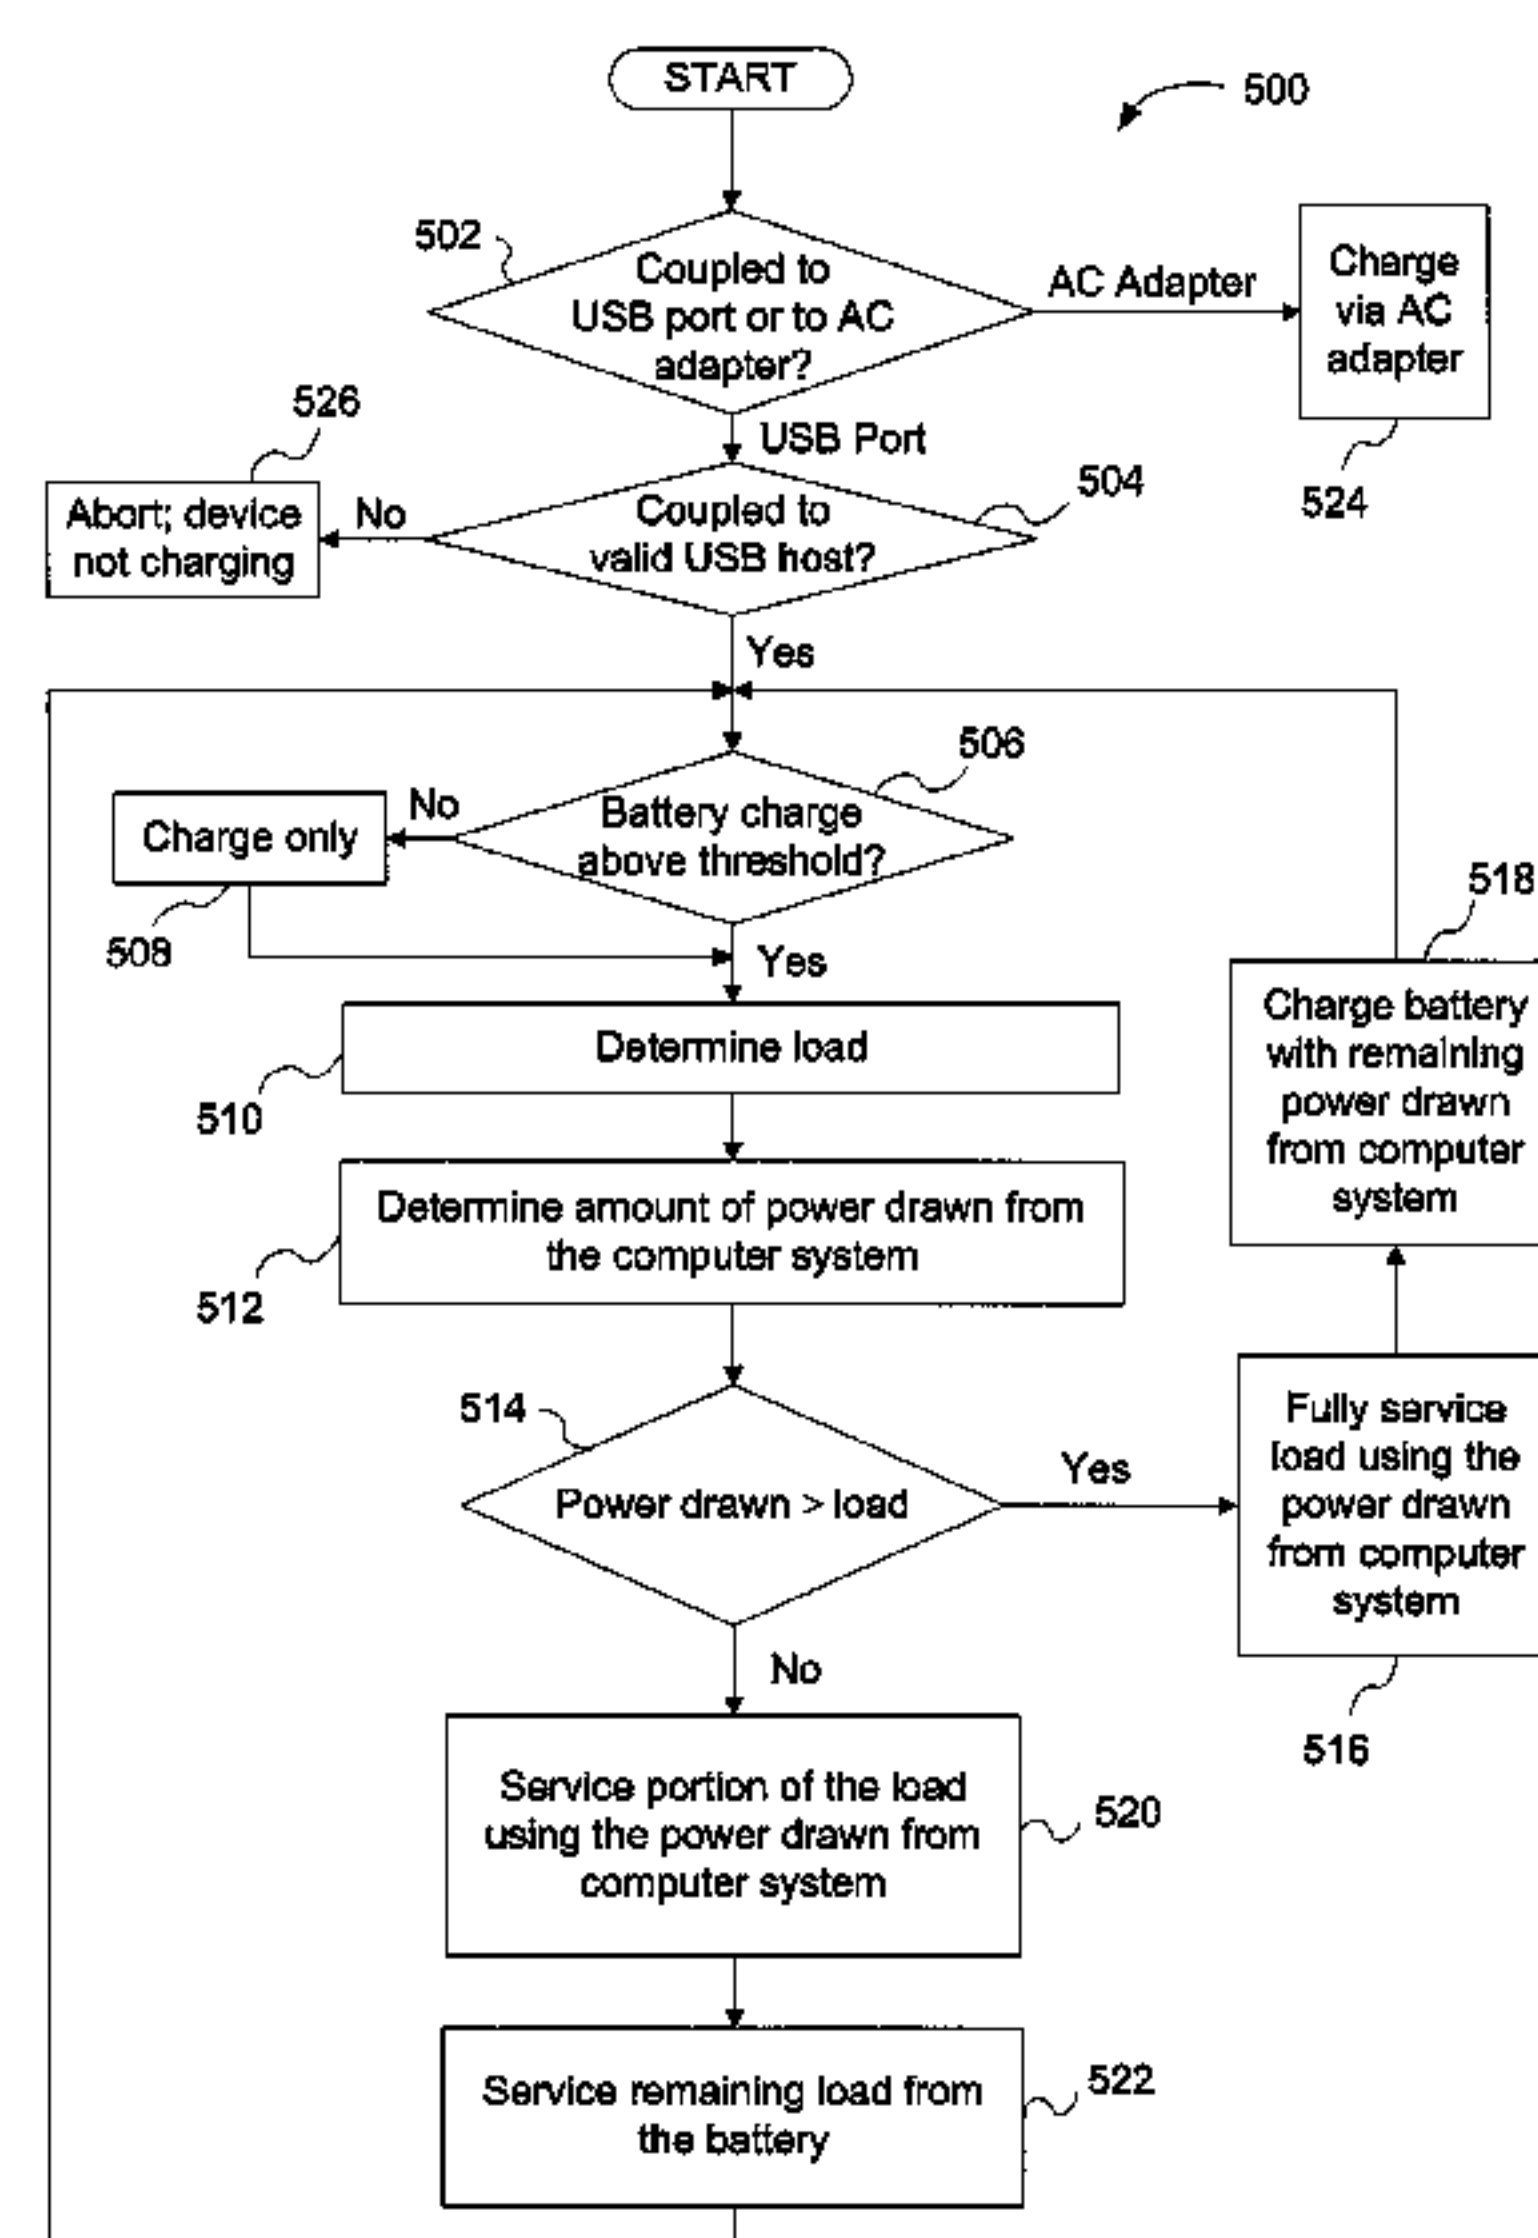 START
500
502
Coupled to
USB port or to AC
adapter?
AC Adapter
Charge
via AC
adapter
524
USB Port
526
Abort; device
not charging
No
Coupled to
valid USB host?
504
Yes
506
Battery charge
above threshold?
No
Charge only
508
Yes
510
Determine load
512
Determine amount of power drawn from
the computer system
514
Power drawn > load
Yes
Fully service
load using the
power drawn
from computer
system
516
518
Charge battery
with remaining
power drawn
from computer
system
No
Service portion of the load
using the power drawn from
computer system
520
Service remaining load from
the battery
522